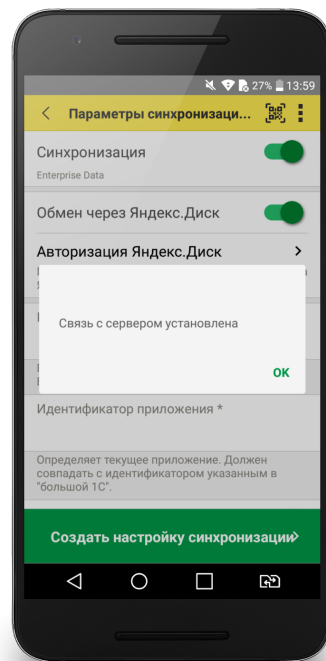 27% 13:59
Параметры синхронизаци...
Синхронизация
Enterprise Data
Обмен через Яндекс.Диск
Авторизация Яндекс.Диск
Связь с сервером установлена
ОК
Идентификатор приложения *
Определяет текущее приложение. Должен
совпадать с идентификатором указанным в
"большой 1С".
Создать настройку синхронизации